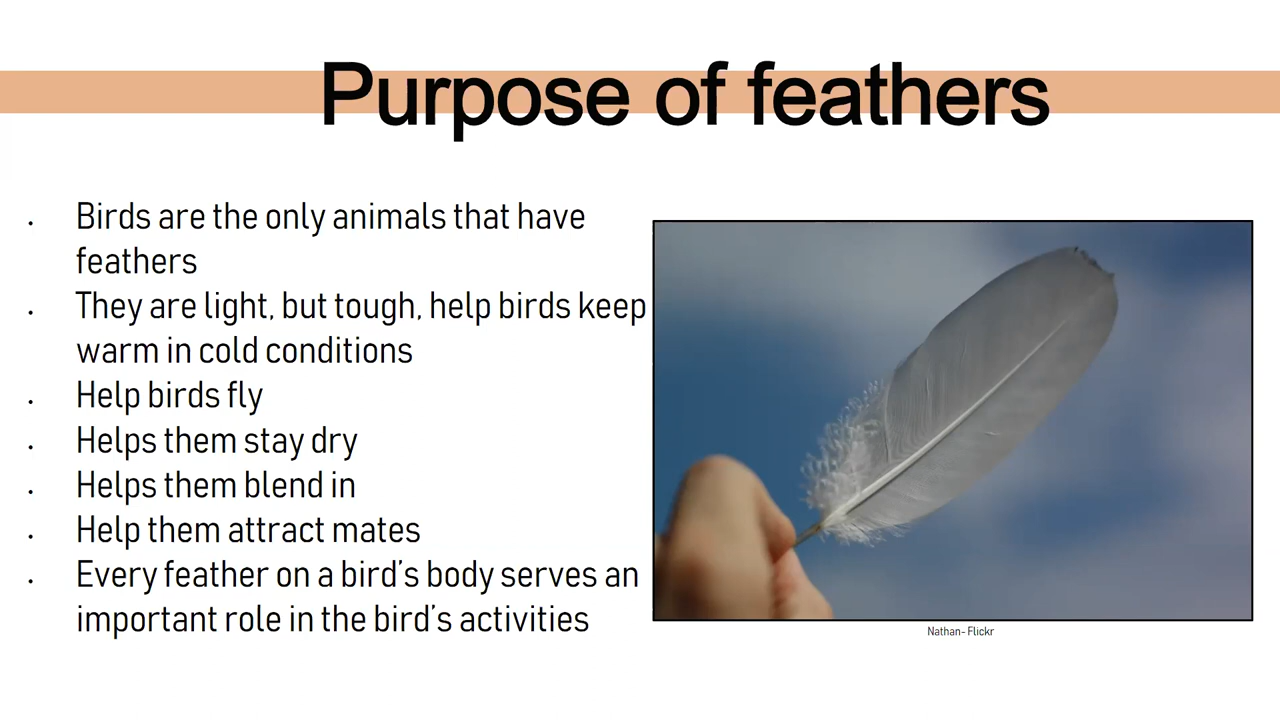 Purpose of feathers
• Birds are the only animals that have
feathers
• They are light, but tough, help birds keep
warm in cold conditions
• Help birds fly
• Helps them stay dry
• Helps them blend in
• Help them attract mates
• Every feather on a bird’s body serves an
important role in the bird’s activities
Nathan- Flickr